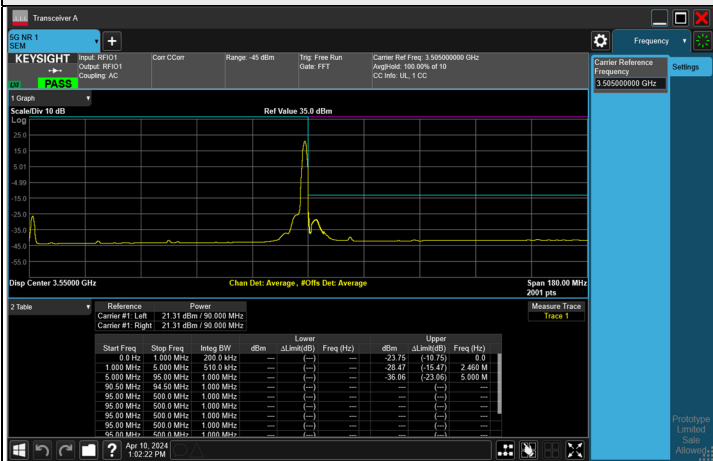 Transceiver A
5G NR 1
SEM
Frequency
KEYSIGHT
LXI
PASS
Input: RFIO1
Output: RFIO1
Coupling: AC
Corr CCorr
Range: -45 dBm
Trig: Free Run
Gate: FFT
Carrier Ref Freq: 3.505000000 GHz
Avg|Hold: 100.00% of 10
CC Info: UL, 1 CC
Carrier Reference
Frequency
3.505000000 GHz
Settings
1 Graph
Scale/Div 10 dB
Ref Value 35.0 dBm
Log
25.0
15.0
5.01
-4.99
-15.0
-25.0
-35.0
-45.0
-55.0
Disp Center 3.55000 GHz
Chan Det: Average , #Offs Det: Average
Span 180.00 MHz
2001 pts
2 Table
Reference Power
Carrier #1: Left 21.31 dBm / 90.000 MHz
Carrier #1: Right 21.31 dBm / 90.000 MHz
Measure Trace
Trace 1
Lower Upper
Start Freq Stop Freq Integ BW dBm ΔLimit(dB) Freq (Hz) dBm ΔLimit(dB) Freq (Hz)
0.0 Hz 1.000 MHz 200.0 kHz --- (---) --- -23.75 (-10.75) 0.0
1.000 MHz 5.000 MHz 510.0 kHz --- (---) --- -28.47 (-15.47) 2.460 M
5.000 MHz 95.00 MHz 1.000 MHz --- (---) --- -36.06 (-23.06) 5.000 M
90.50 MHz 94.50 MHz 1.000 MHz --- (---) --- --- (---) ---
95.00 MHz 500.0 MHz 1.000 MHz --- (---) --- --- (---) ---
95.00 MHz 500.0 MHz 1.000 MHz --- (---) --- --- (---) ---
95.00 MHz 500.0 MHz 1.000 MHz --- (---) --- --- (---) ---
95.00 MHz 500.0 MHz 1.000 MHz --- (---) --- --- (---) ---
Prototype
Limited
Sale
Allowed
Apr 10, 2024
1:02:22 PM